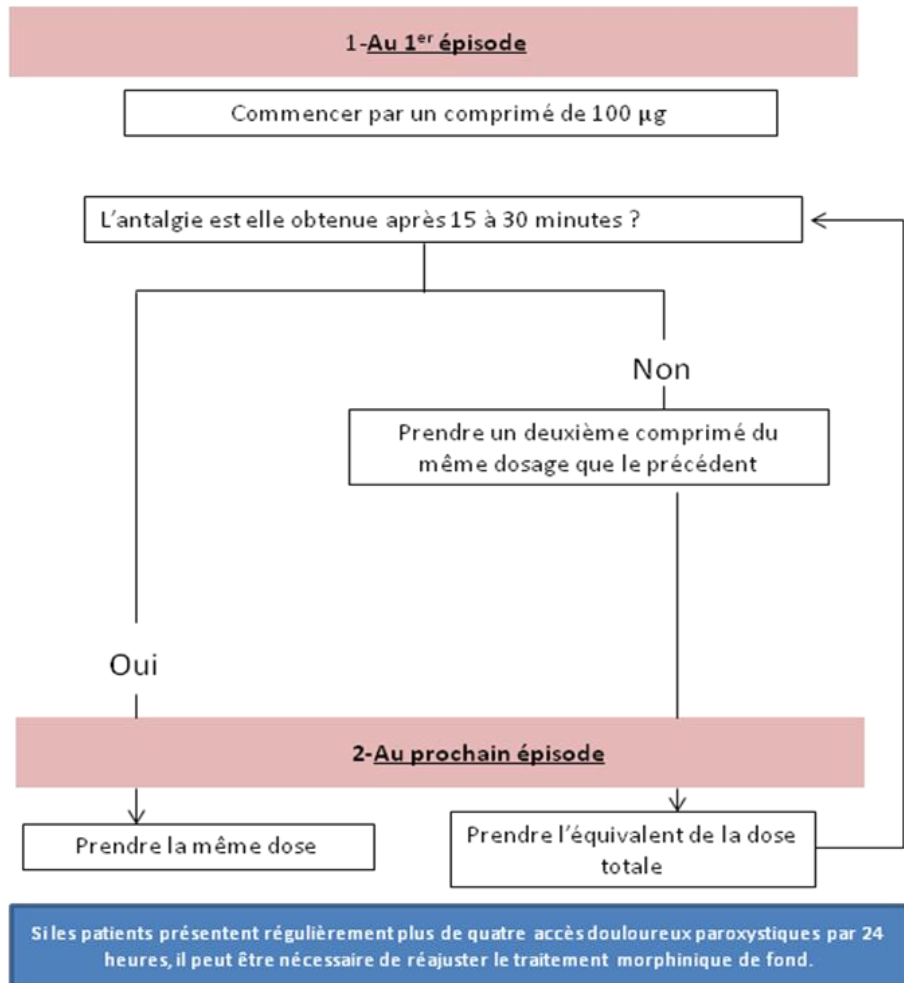 1-Au 1er épisode
Commencer par un comprimé de 100 µg
L'antalgie est elle obtenue après 15 à 30 minutes ?
Non
Prendre un deuxième comprimé du
même dosage que le précédent
Oui
2-Au prochain épisode
Prendre la même dose
Prendre l'équivalent de la dose
totale
Si les patients présentent régulièrement plus de quatre accès douloureux paroxystiques par 24
heures, il peut être nécessaire de réajuster le traitement morphinique de fond.